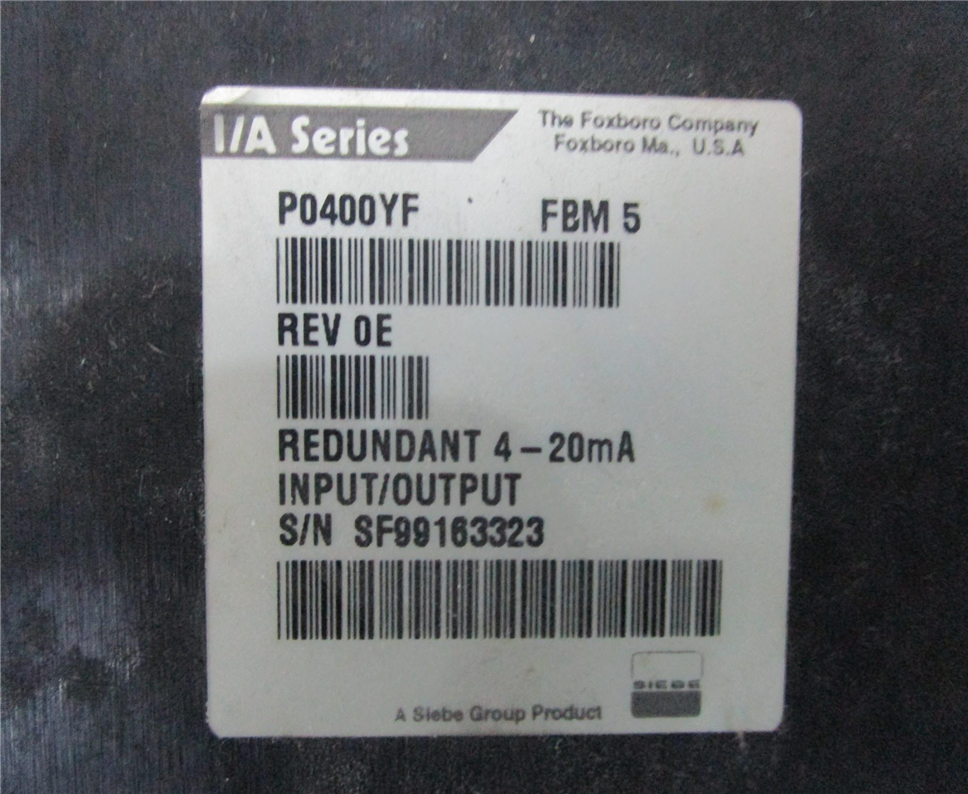 I/A Series
The Foxboro Company
Foxboro Ma., U.S.A
P0400YF FBM 5
REV 0E
REDUNDANT 4-20mA
INPUT/OUTPUT
S/N SF99163323
SIEBE
A Siebe Group Product